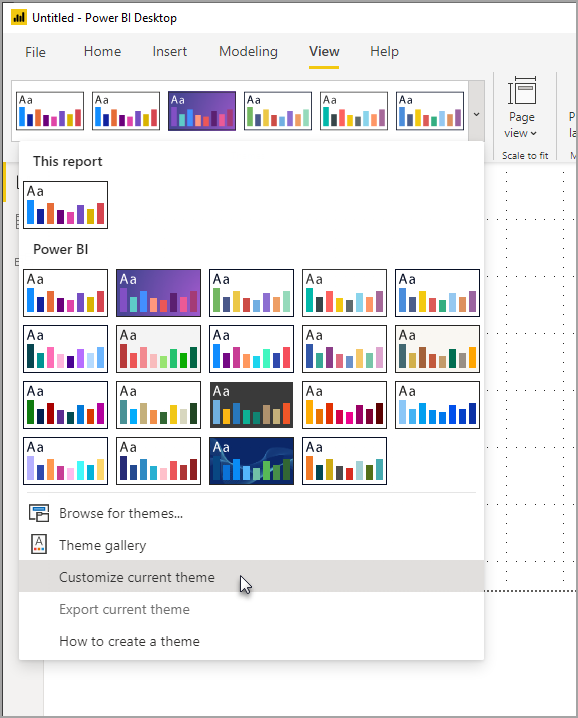 Untitled - Power BI Desktop
File Home Insert Modeling View Help
Aa Aa Aa Aa Aa Aa
Page
view
Scale to fit
This report
Aa
Power BI
Aa Aa Aa Aa Aa
Aa Aa Aa Aa Aa
Aa Aa Aa Aa Aa
Aa Aa Aa Aa
Browse for themes...
Theme gallery
Customize current theme
Export current theme
How to create a theme